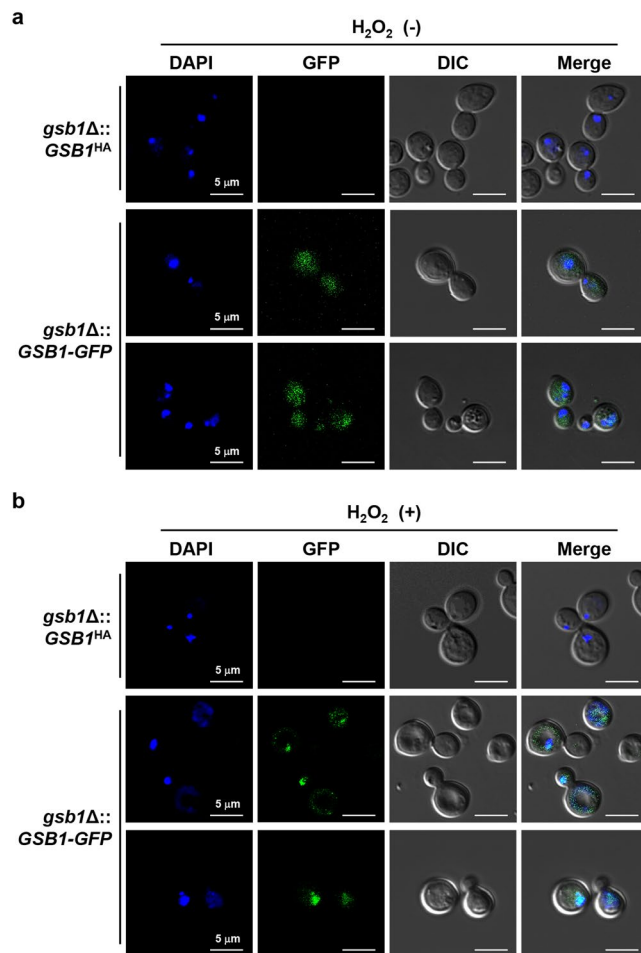 a
H₂O₂ (-)
DAPI GFP DIC Merge
gsb1Δ::
GSB1ᴴᴬ
5 μm
gsb1Δ::
GSB1-GFP
5 μm
5 μm
b
H₂O₂ (+)
DAPI GFP DIC Merge
gsb1Δ::
GSB1ᴴᴬ
5 μm
gsb1Δ::
GSB1-GFP
5 μm
5 μm